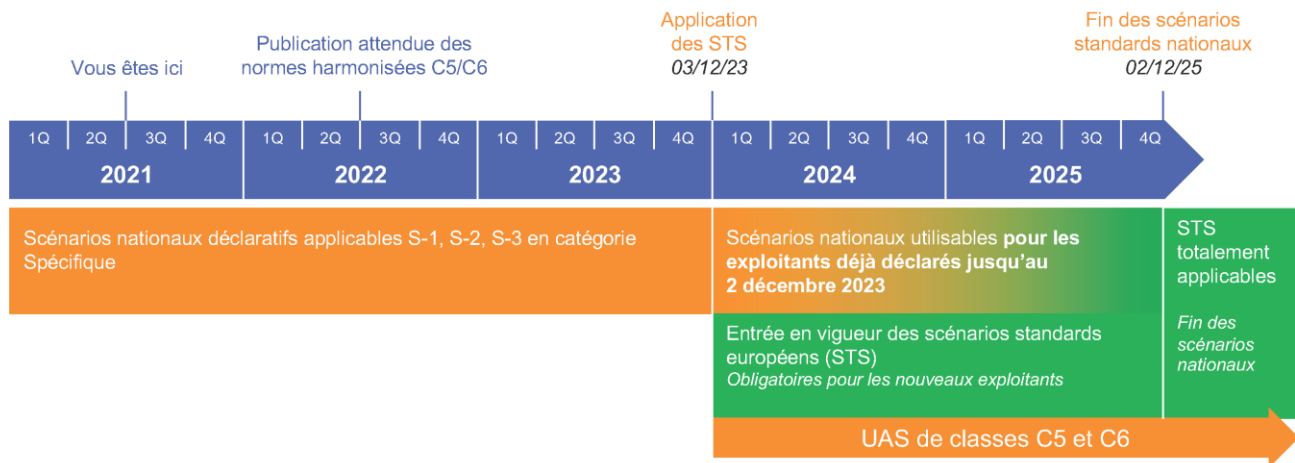 Vous êtes ici
Publication attendue des
normes harmonisées C5/C6
Application
des STS
03/12/23
Fin des scénarios
standards nationaux
02/12/25
1Q 2Q 3Q 4Q 1Q 2Q 3Q 4Q 1Q 2Q 3Q 4Q 1Q 2Q 3Q 4Q 1Q 2Q 3Q 4Q
2021 2022 2023 2024 2025
Scénarios nationaux déclaratifs applicables S-1, S-2, S-3 en catégorie
Spécifique
Scénarios nationaux utilisables pour les
exploitants déjà déclarés jusqu'au
2 décembre 2023
Entrée en vigueur des scénarios standards
européens (STS)
Obligatoires pour les nouveaux exploitants
STS
totalement
applicables
Fin des
scénarios
nationaux
UAS de classes C5 et C6